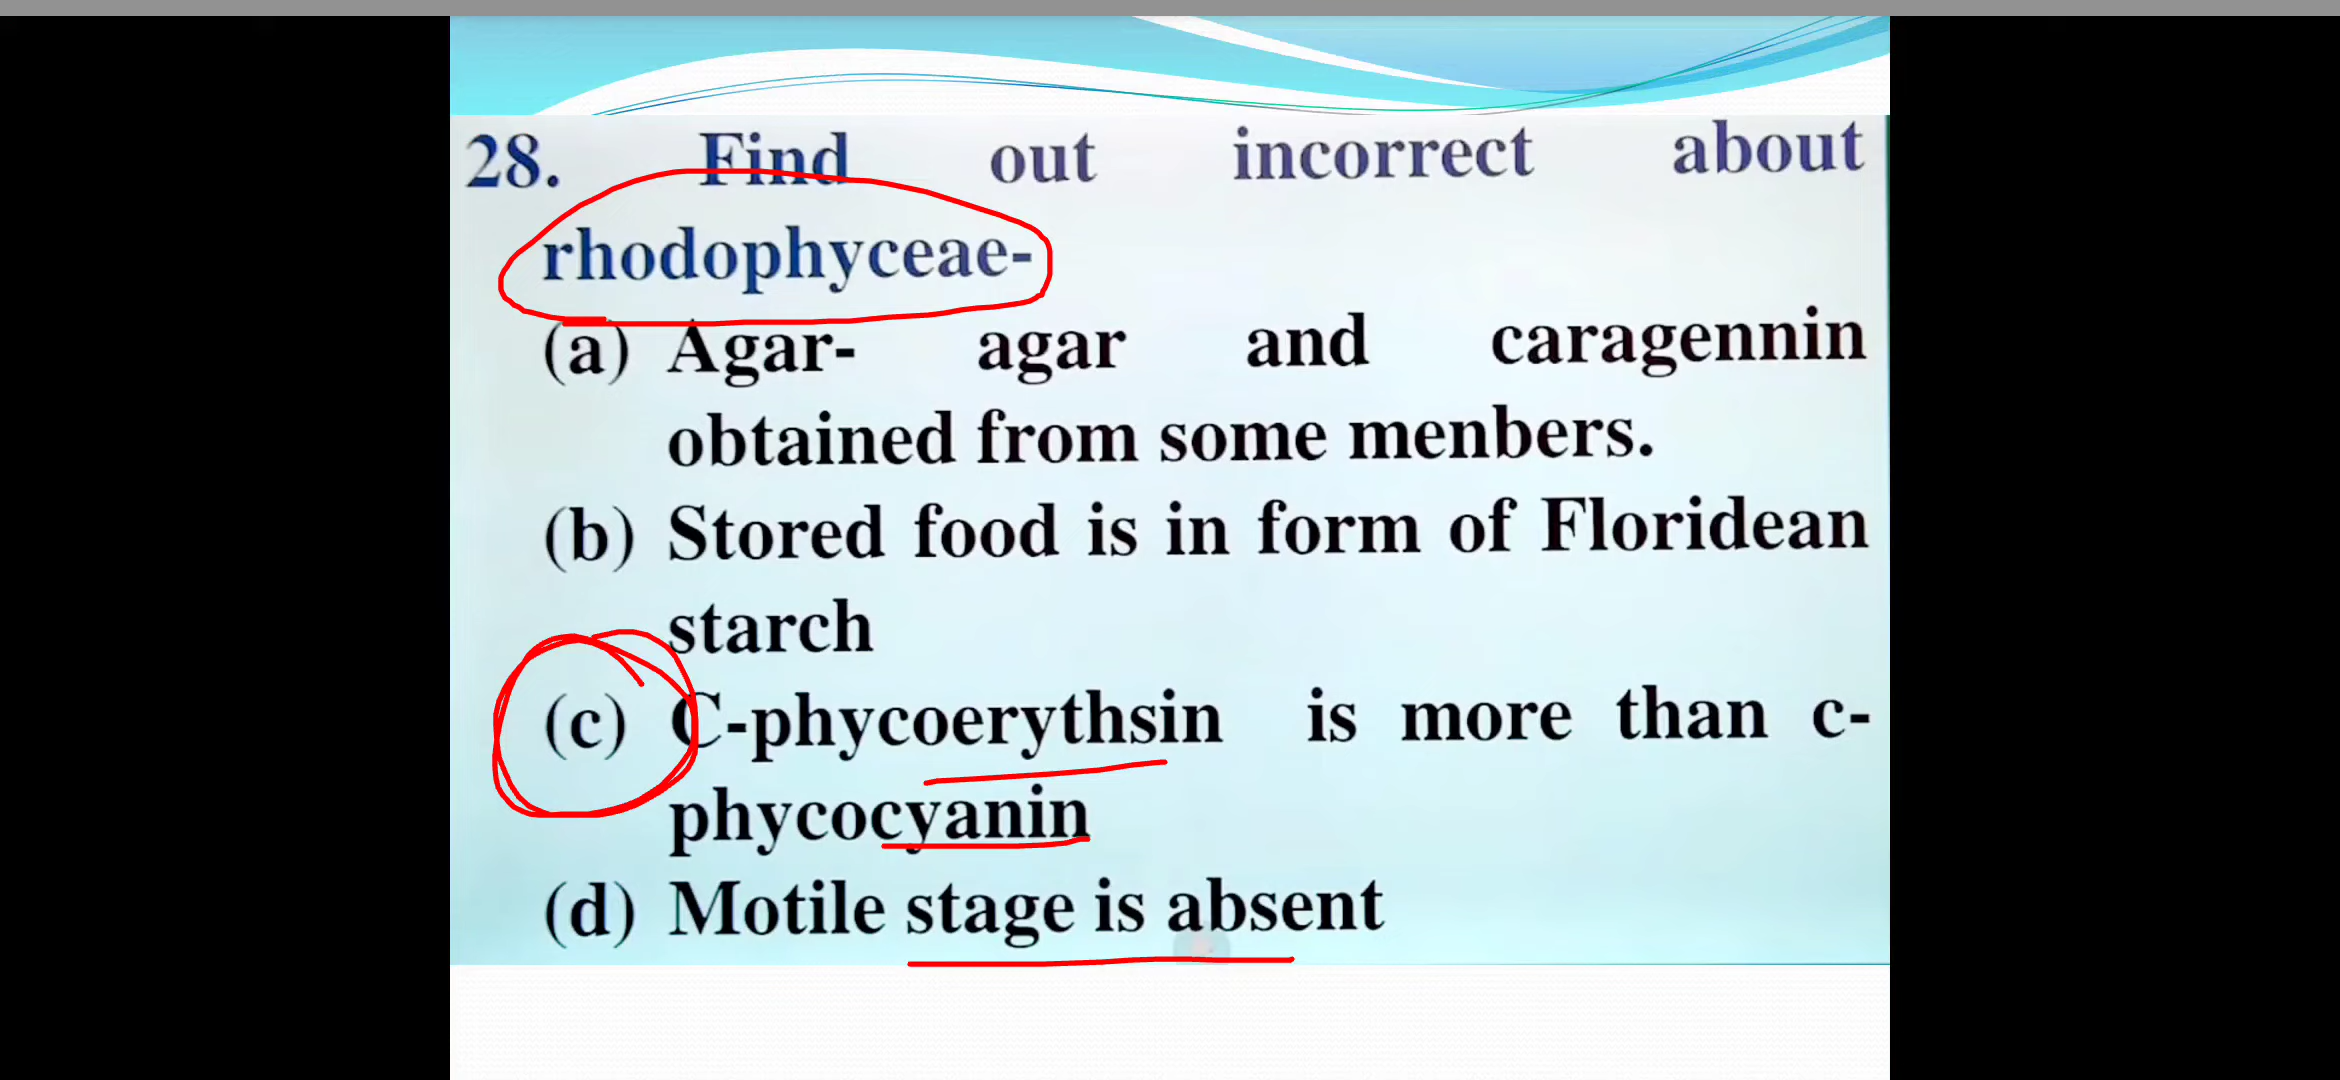 28. Find out incorrect about
rhodophyceae-
(a) Agar- agar and caragennin
obtained from some menbers.
(b) Stored food is in form of Floridean
starch
(c) C-phycoerythsin is more than c-
phycocyanin
(d) Motile stage is absent